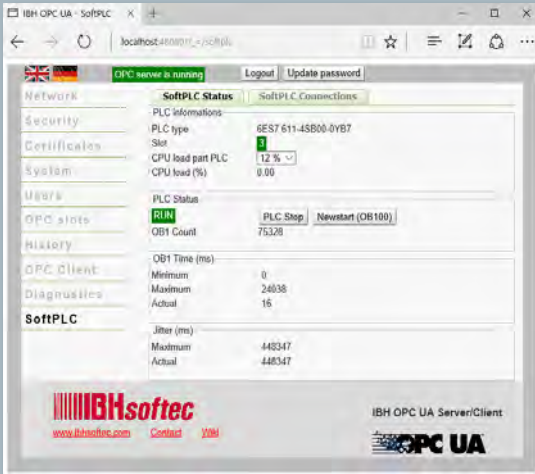 IBH OPC UA - SoftPLC
OPC server is running Logout Update password
Network
Security
Certificates
System
Users
OPC slots
History
OPC Client
Diagnostics
SoftPLC
SoftPLC Status SoftPLC Connections
PLC informations
PLC type 6ES7 611-4SB00-0YB7
Slot 3
CPU load part PLC 12 %
CPU load (%) 0.00
PLC Status
RUN PLC Stop Newstart (OB100)
OB1 Count 75328
OB1 Time (ms)
Minimum 0
Maximum 24038
Actual 16
Jitter (ms)
Maximum 448347
Actual 448347
IBHsoftec
www.ibhsoftec.com Contact Wiki
IBH OPC UA Server/Client
OPC UA